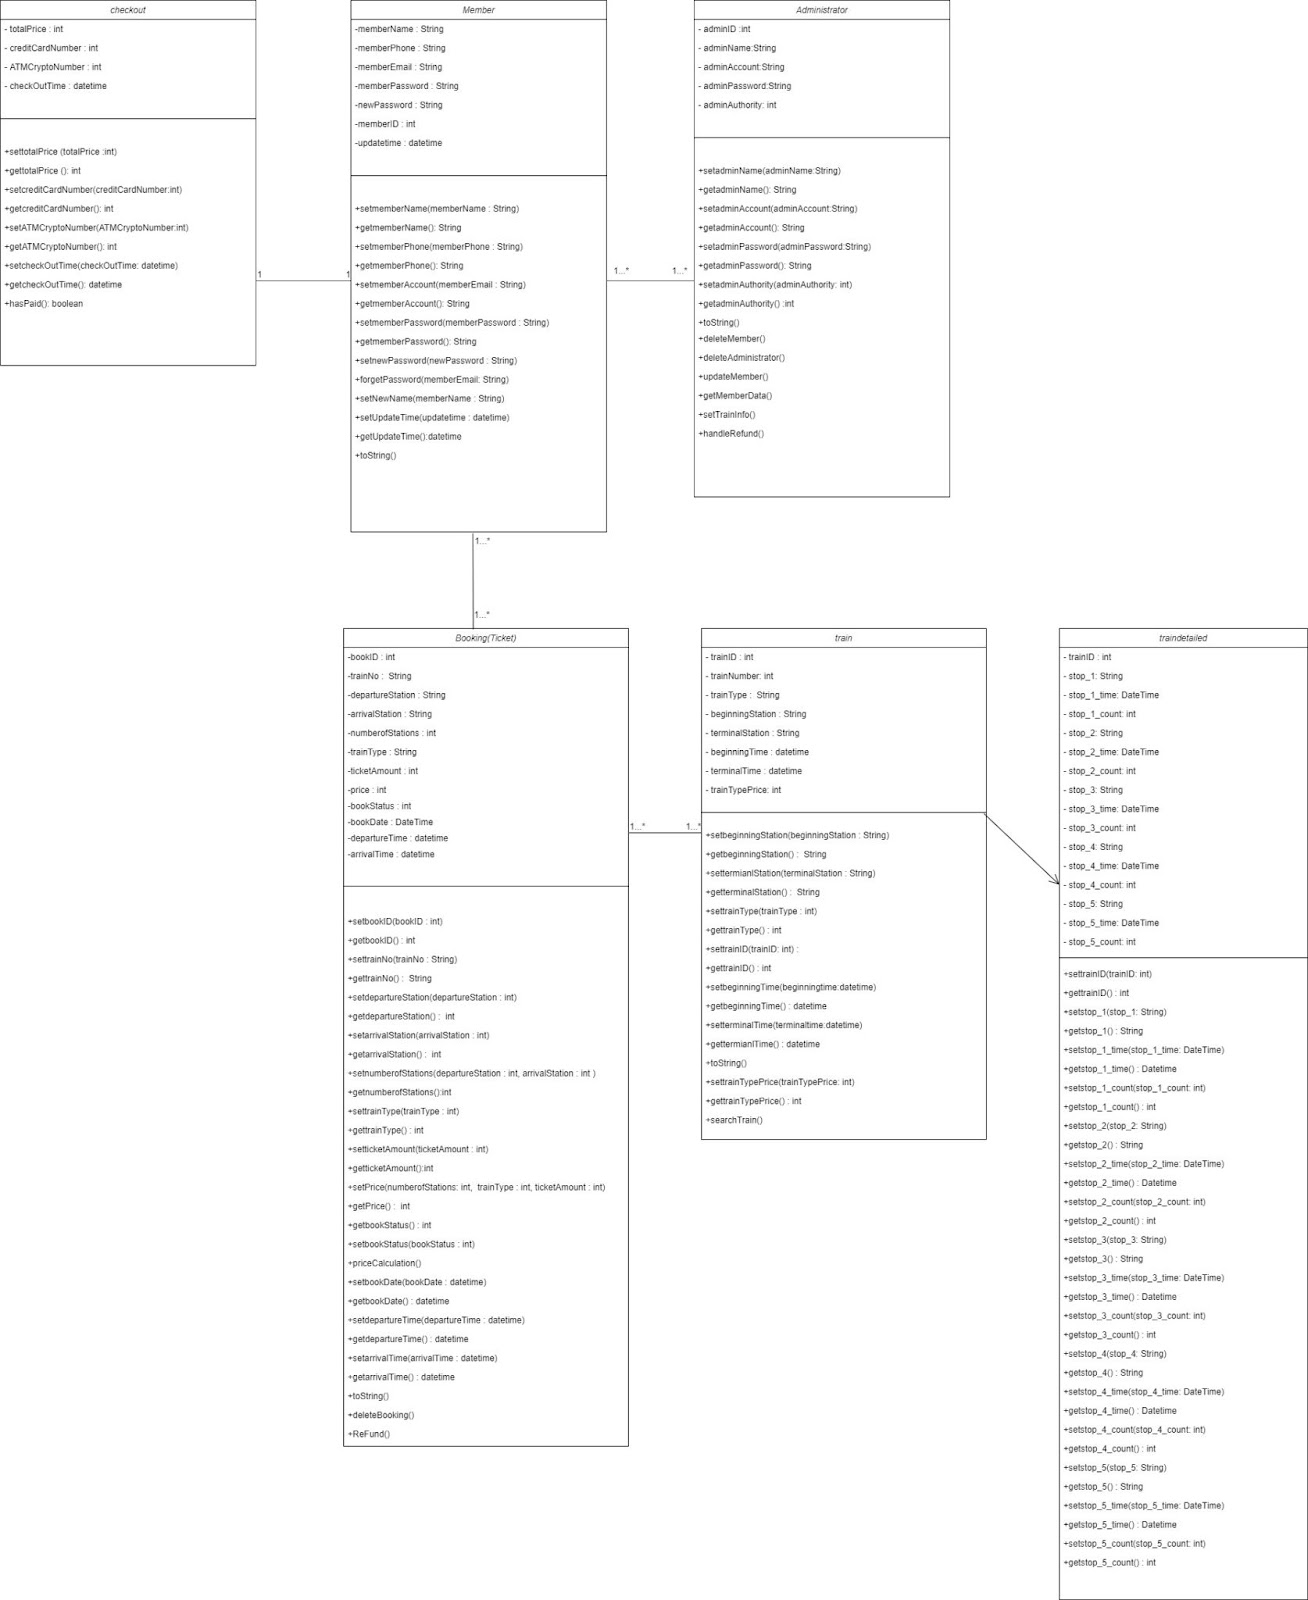 checkout
- totalPrice : int
- creditCardNumber : int
- ATMCryptoNumber : int
- checkOutTime : datetime
+settotalPrice (totalPrice :int)
+gettotalPrice (): int
+setcreditCardNumber(creditCardNumber:int)
+getcreditCardNumber(): int
+setATMCryptoNumber(ATMCryptoNumber:int)
+getATMCryptoNumber(): int
+setcheckOutTime(checkOutTime: datetime)
+getcheckOutTime(): datetime
+hasPaid(): boolean
1
1
Member
-memberName : String
-memberPhone : String
-memberEmail : String
-memberPassword : String
-newPassword : String
-memberID : int
-updatetime : datetime
+setmemberName(memberName : String)
+getmemberName(): String
+setmemberPhone(memberPhone : String)
+getmemberPhone(): String
+setmemberAccount(memberEmail : String)
+getmemberAccount(): String
+setmemberPassword(memberPassword : String)
+getmemberPassword(): String
+setnewPassword(newPassword : String)
+forgetPassword(memberEmail: String)
+setNewName(memberName : String)
+setUpdateTime(updatetime : datetime)
+getUpdateTime():datetime
+toString()
1...*
1...*
Administrator
- adminID :int
- adminName:String
- adminAccount:String
- adminPassword:String
- adminAuthority: int
+setadminName(adminName:String)
+getadminName(): String
+setadminAccount(adminAccount:String)
+getadminAccount(): String
+setadminPassword(adminPassword:String)
+getadminPassword(): String
+setadminAuthority(adminAuthority: int)
+getadminAuthority() :int
+toString()
+deleteMember()
+deleteAdministrator()
+updateMember()
+getMemberData()
+setTrainInfo()
+handleRefund()
1...*
1...*
Booking(Ticket)
-bookID : int
-trainNo :  String
-departureStation : String
-arrivalStation : String
-numberofStations : int
-trainType : String
-ticketAmount : int
-price : int
-bookStatus : int
-bookDate : DateTime
-departureTime : datetime
-arrivalTime : datetime
+setbookID(bookID : int)
+getbookID() : int
+settrainNo(trainNo : String)
+gettrainNo() :  String
+setdepartureStation(departureStation : int)
+getdepartureStation() :  int
+setarrivalStation(arrivalStation : int)
+getarrivalStation() :  int
+setnumberofStations(departureStation : int, arrivalStation : int )
+getnumberofStations():int
+settrainType(trainType : int)
+gettrainType() : int
+setticketAmount(ticketAmount : int)
+getticketAmount():int
+setPrice(numberofStations: int,  trainType : int, ticketAmount : int)
+getPrice() :  int
+getbookStatus() : int
+setbookStatus(bookStatus : int)
+priceCalculation()
+setbookDate(bookDate : datetime)
+getbookDate() : datetime
+setdepartureTime(departureTime : datetime)
+getdepartureTime() : datetime
+setarrivalTime(arrivalTime : datetime)
+getarrivalTime() : datetime
+toString()
+deleteBooking()
+ReFund()
1...*
1...*
train
- trainID : int
- trainNumber: int
- trainType :  String
- beginningStation : String
- terminalStation : String
- beginningTime : datetime
- terminalTime : datetime
- trainTypePrice: int
+setbeginningStation(beginningStation : String)
+getbeginningStation() :  String
+settermianlStation(terminalStation : String)
+getterminalStation() :  String
+settrainType(trainType : int)
+gettrainType() : int
+settrainID(trainID: int) :
+gettrainID() : int
+setbeginningTime(beginningtime:datetime)
+getbeginningTime() : datetime
+setterminalTime(terminaltime:datetime)
+gettermianlTime() : datetime
+toString()
+settrainTypePrice(trainTypePrice: int)
+gettrainTypePrice() : int
+searchTrain()
traindetailed
- trainID : int
- stop_1: String
- stop_1_time: DateTime
- stop_1_count: int
- stop_2: String
- stop_2_time: DateTime
- stop_2_count: int
- stop_3: String
- stop_3_time: DateTime
- stop_3_count: int
- stop_4: String
- stop_4_time: DateTime
- stop_4_count: int
- stop_5: String
- stop_5_time: DateTime
- stop_5_count: int
+settrainID(trainID: int)
+gettrainID() : int
+setstop_1(stop_1: String)
+getstop_1() : String
+setstop_1_time(stop_1_time: DateTime)
+getstop_1_time() : Datetime
+setstop_1_count(stop_1_count: int)
+getstop_1_count() : int
+setstop_2(stop_2: String)
+getstop_2() : String
+setstop_2_time(stop_2_time: DateTime)
+getstop_2_time() : Datetime
+setstop_2_count(stop_2_count: int)
+getstop_2_count() : int
+setstop_3(stop_3: String)
+getstop_3() : String
+setstop_3_time(stop_3_time: DateTime)
+getstop_3_time() : Datetime
+setstop_3_count(stop_3_count: int)
+getstop_3_count() : int
+setstop_4(stop_4: String)
+getstop_4() : String
+setstop_4_time(stop_4_time: DateTime)
+getstop_4_time() : Datetime
+setstop_4_count(stop_4_count: int)
+getstop_4_count() : int
+setstop_5(stop_5: String)
+getstop_5() : String
+setstop_5_time(stop_5_time: DateTime)
+getstop_5_time() : Datetime
+setstop_5_count(stop_5_count: int)
+getstop_5_count() : int